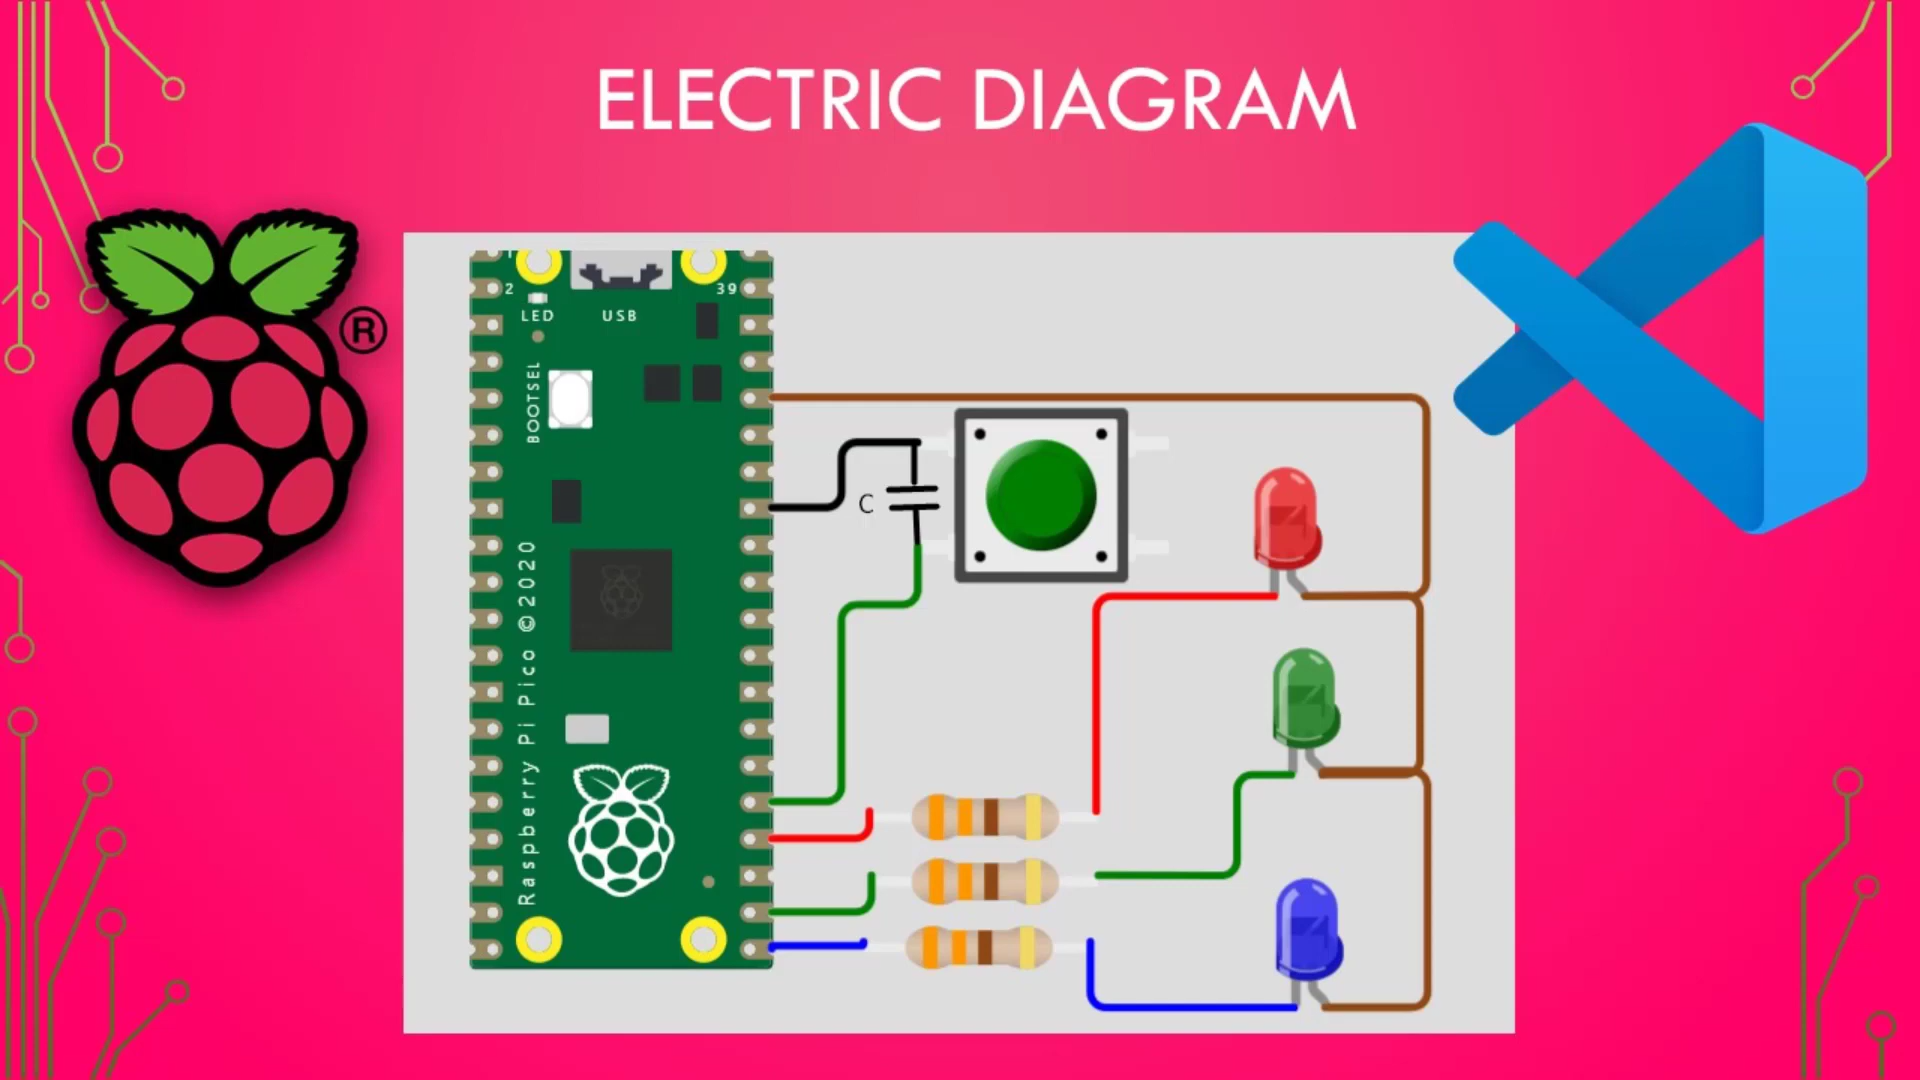 ELECTRIC DIAGRAM
®
2
39
LED
USB
BOOTSEL
C
Raspberry Pi Pico ©2020